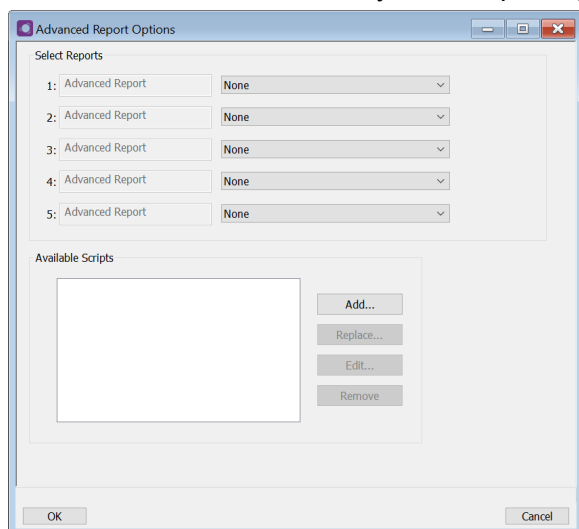 Advanced Report Options
Select Reports
1: Advanced Report None
2: Advanced Report None
3: Advanced Report None
4: Advanced Report None
5: Advanced Report None
Available Scripts
Add...
Replace...
Edit...
Remove
OK Cancel